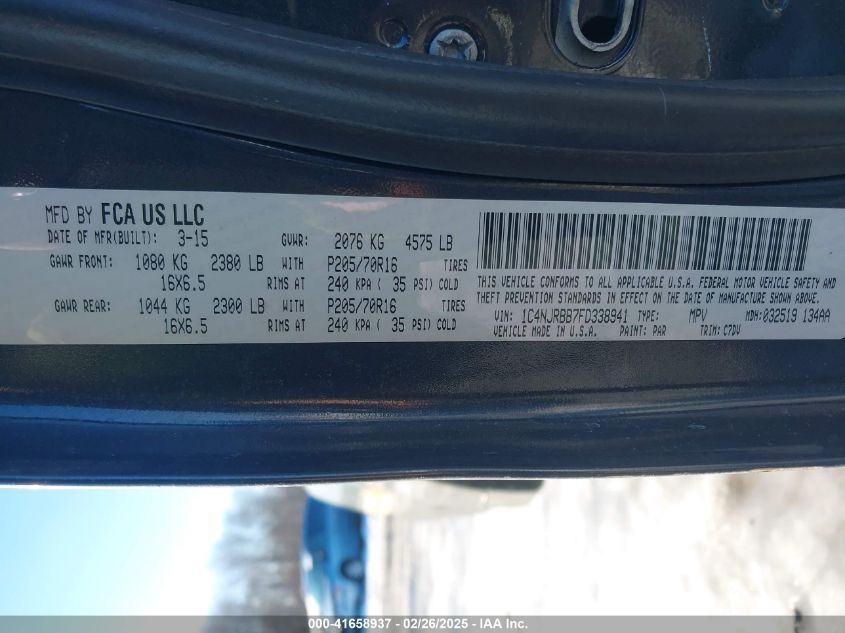 MFD BY FCA US LLC
DATE OF MFR(BUILT): 3-15 GVWR: 2076 KG 4575 LB
GAWR FRONT: 1080 KG 2380 LB WITH P205/70R16 TIRES
16X6.5 RIMS AT 240 KPA ( 35 PSI) COLD
GAWR REAR: 1044 KG 2300 LB WITH P205/70R16 TIRES
16X6.5 RIMS AT 240 KPA ( 35 PSI) COLD
THIS VEHICLE CONFORMS TO ALL APPLICABLE U.S.A. FEDERAL MOTOR VEHICLE SAFETY AND
THEFT PREVENTION STANDARDS IN EFFECT ON THE DATE OF MANUFACTURE SHOWN ABOVE.
VIN: 1C4NJRBB7FD338941 TYPE: MPV MDH:032519 134AA
VEHICLE MADE IN U.S.A. PAINT: PAR TRIM: C7DV
00-41658937 - 02/26/2025 - IAA Inc.